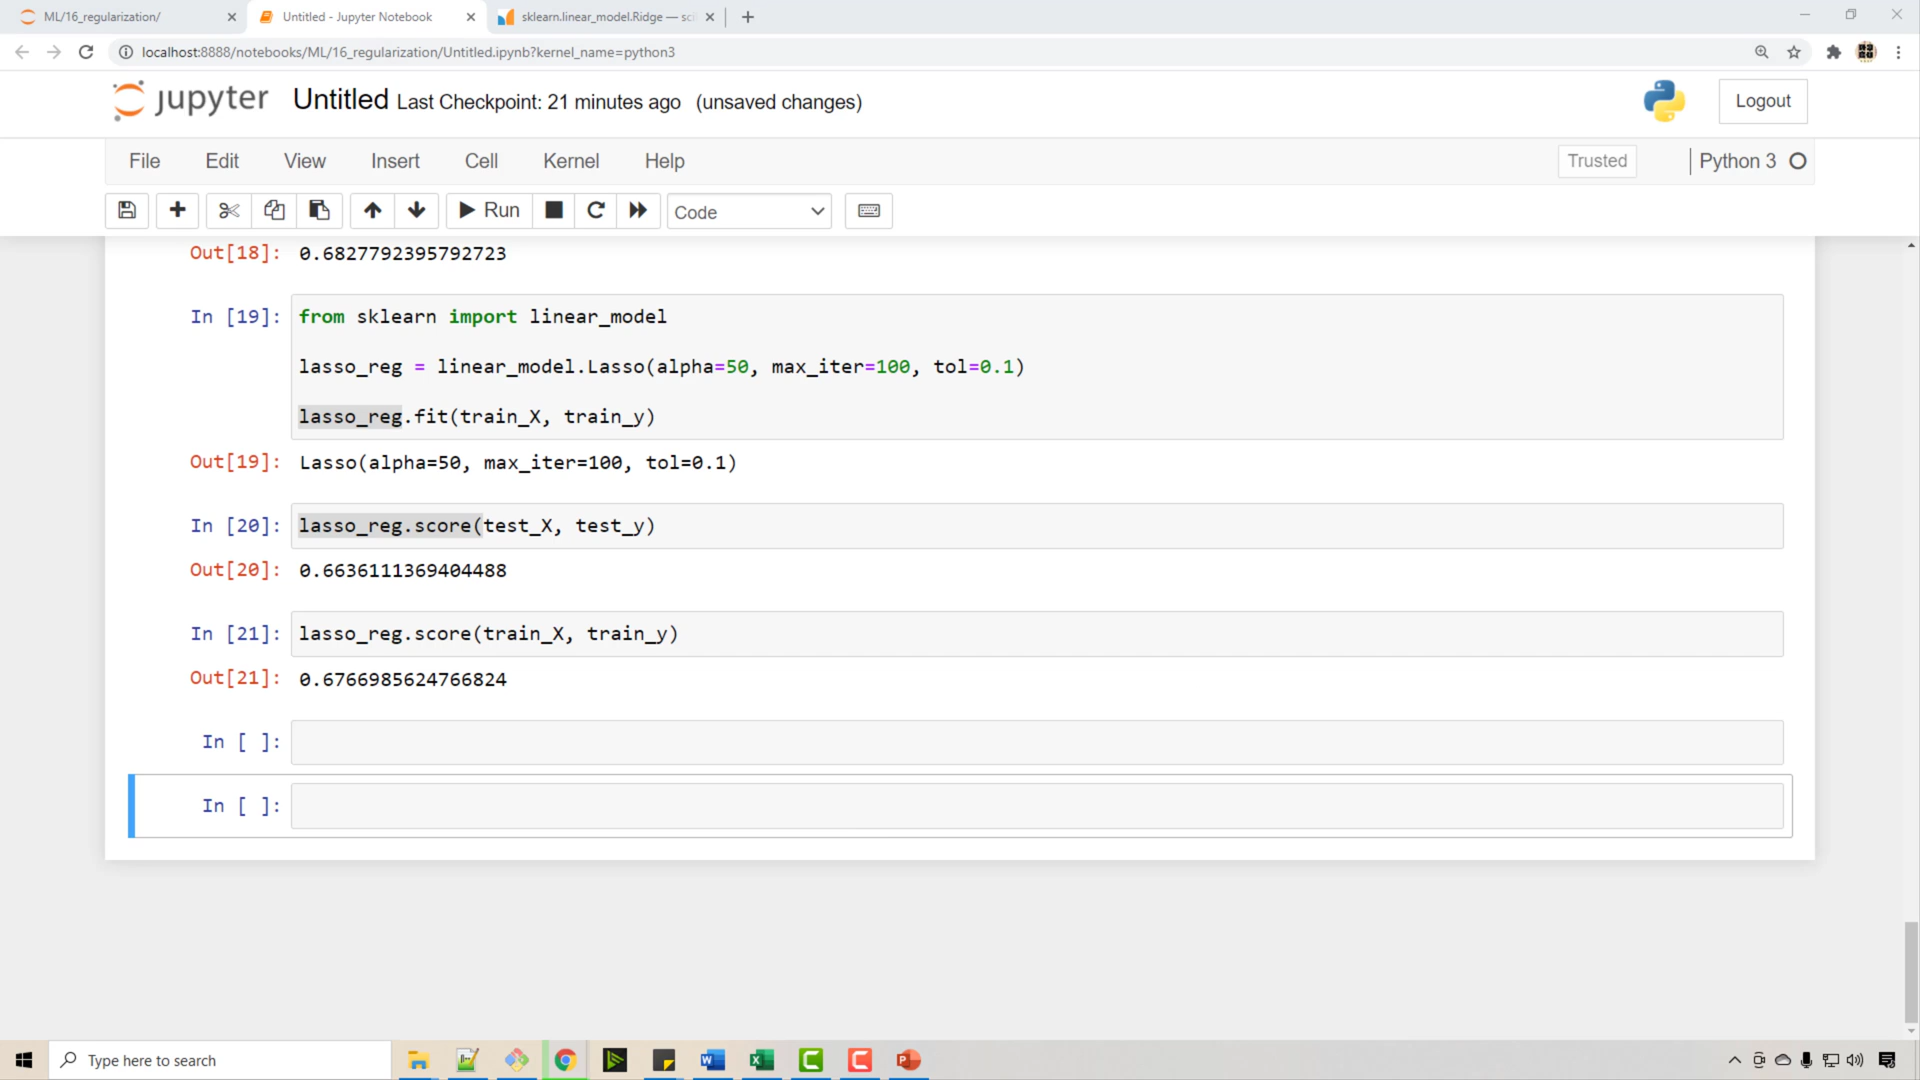 ML/16_regularization/
Untitled - Jupyter Notebook
sklearn.linear_model.Ridge — sci
localhost:8888/notebooks/ML/16_regularization/Untitled.ipynb?kernel_name=python3
jupyter Untitled Last Checkpoint: 21 minutes ago (unsaved changes)
Logout
File Edit View Insert Cell Kernel Help
Trusted
Python 3
Run
Code
Out[18]: 0.6827792395792723
In [19]: from sklearn import linear_model
lasso_reg = linear_model.Lasso(alpha=50, max_iter=100, tol=0.1)
lasso_reg.fit(train_X, train_y)
Out[19]: Lasso(alpha=50, max_iter=100, tol=0.1)
In [20]: lasso_reg.score(test_X, test_y)
Out[20]: 0.6636111369404488
In [21]: lasso_reg.score(train_X, train_y)
Out[21]: 0.6766985624766824
In [ ]:
In [ ]:
Type here to search